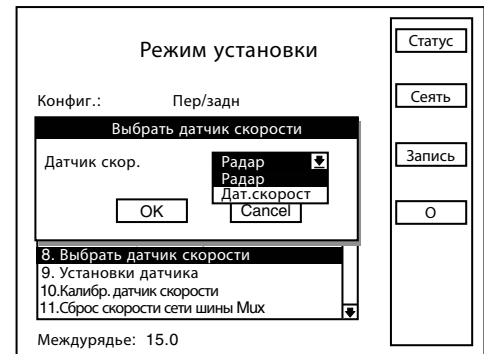 Режим установки
Конфиг.: Пер/задн
Выбрать датчик скорости
Датчик скор. Радар
Радар
Дат.скорост
OK Cancel
8. Выбрать датчик скорости
9. Установки датчика
10.Калибр. датчик скорости
11.Сброс скорости сети шины Mux
Междурядье: 15.0
Статус
Сеять
Запись
О